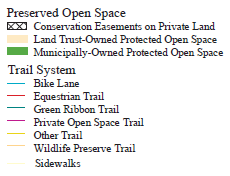 Preserved Open Space
Conservation Easements on Private Land
Land Trust-Owned Protected Open Space
Municipally-Owned Protected Open Space
Trail System
Bike Lane
Equestrian Trail
Green Ribbon Trail
Private Open Space Trail
Other Trail
Wildlife Preserve Trail
Sidewalks